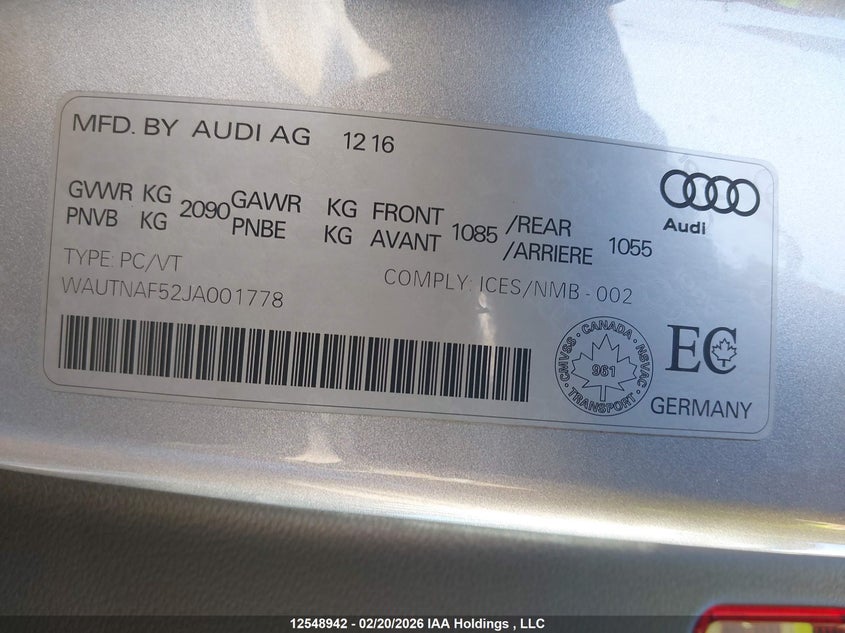 MFD. BY AUDI AG 12 16
GVWR KG 2090 GAWR KG FRONT 1085 /REAR 1055
PNVB KG PNBE KG AVANT /ARRIERE
Audi
TYPE: PC/VT
COMPLY: ICES/NMB - 002
WAUTNAF52JA001778
CMVSS • CANADA • NSVAC • TRANSPORT
961
EC
GERMANY
12548942 - 02/20/2026 IAA Holdings , LLC